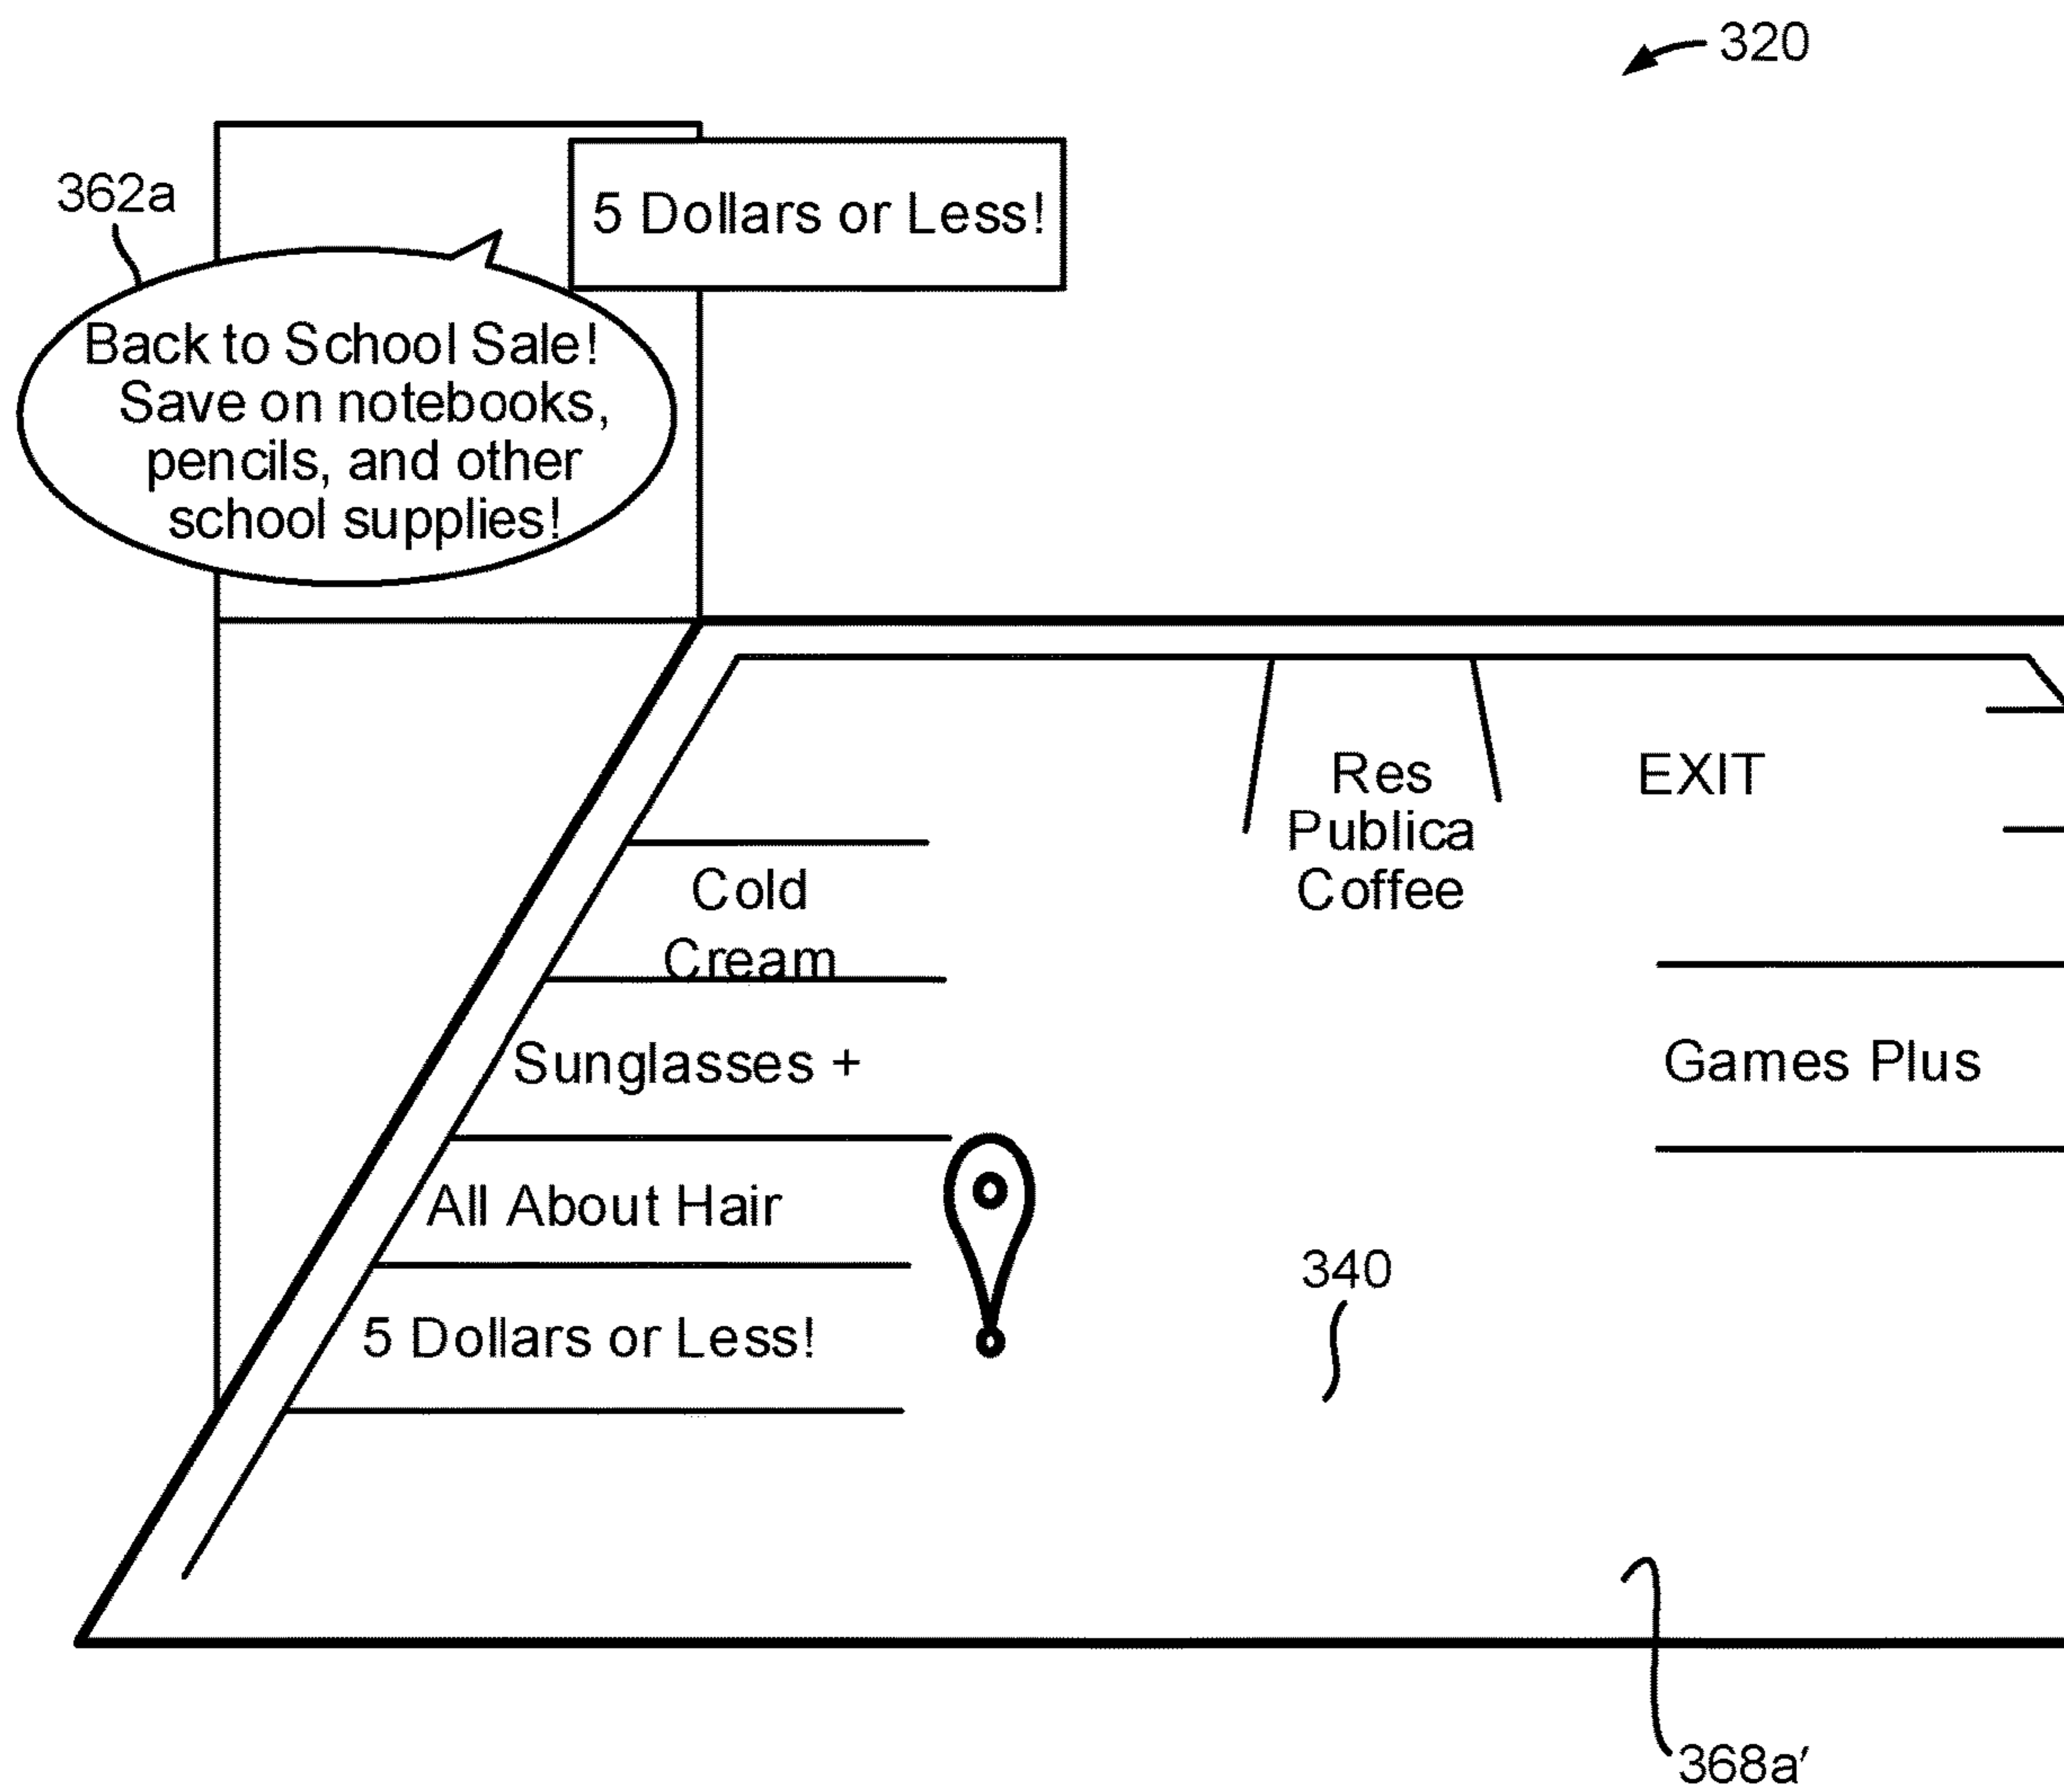 320
362a
5 Dollars or Less!
Back to School Sale!
Save on notebooks,
pencils, and other
school supplies!
Res
Publica
Coffee
EXIT
Cold
Cream
Sunglasses +
Games Plus
All About Hair
340
5 Dollars or Less!
368a′